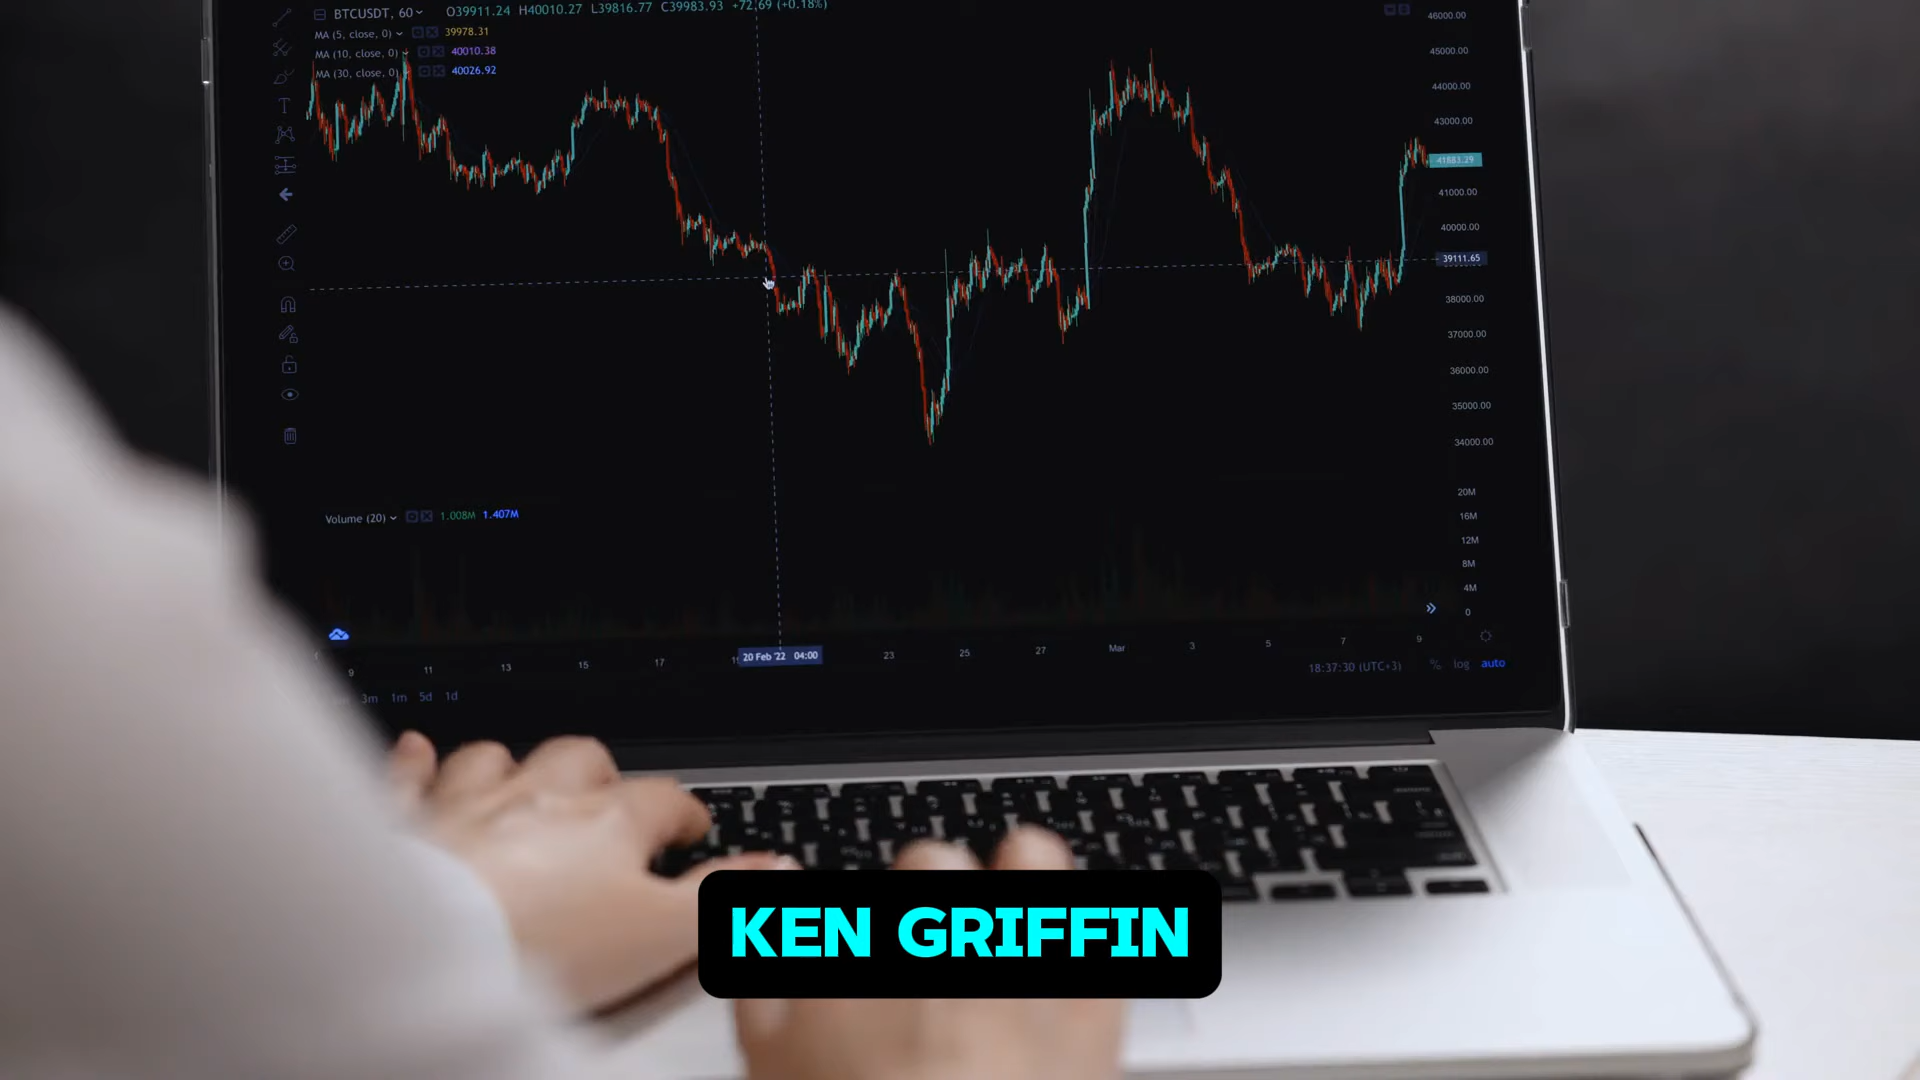 BTCUSDT, 60 O39911.24 H40010.27 L39816.77 C39983.93 +72.69 (+0.18%)
MA (5, close, 0) 39978.31
MA (10, close, 0) 40010.38
MA (30, close, 0) 40026.92
46000.00
45000.00
44000.00
43000.00
41883.29
41000.00
40000.00
39111.65
38000.00
37000.00
36000.00
35000.00
34000.00
Volume (20) 1.008M 1.407M
20M
16M
12M
8M
4M
0
9 11 13 15 17 20 Feb '22 04:00 23 25 27 Mar 3 5 7 9
3m 1m 5d 1d
18:37:30 (UTC+3) % log auto
KEN GRIFFIN